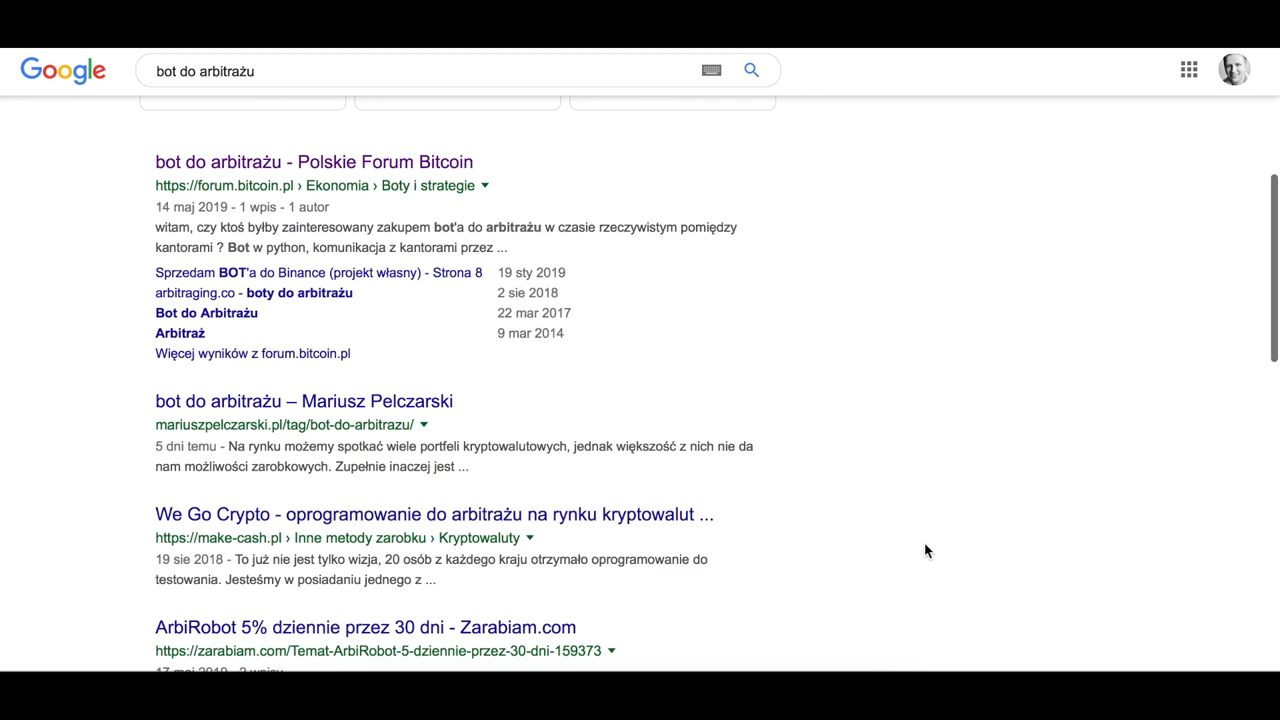 Google
bot do arbitrażu
bot do arbitrażu - Polskie Forum Bitcoin
https://forum.bitcoin.pl › Ekonomia › Boty i strategie
14 maj 2019 - 1 wpis - 1 autor
witam, czy ktoś byłby zainteresowany zakupem bot'a do arbitrażu w czasie rzeczywistym pomiędzy
kantorami ? Bot w python, komunikacja z kantorami przez ...
Sprzedam BOT'a do Binance (projekt własny) - Strona 8 19 sty 2019
arbitraging.co - boty do arbitrażu 2 sie 2018
Bot do Arbitrażu 22 mar 2017
Arbitraż 9 mar 2014
Więcej wyników z forum.bitcoin.pl
bot do arbitrażu – Mariusz Pelczarski
mariuszpelczarski.pl/tag/bot-do-arbitrazu/
5 dni temu - Na rynku możemy spotkać wiele portfeli kryptowalutowych, jednak większość z nich nie da
nam możliwości zarobkowych. Zupełnie inaczej jest ...
We Go Crypto - oprogramowanie do arbitrażu na rynku kryptowalut ...
https://make-cash.pl › Inne metody zarobku › Kryptowaluty
19 sie 2018 - To już nie jest tylko wizja, 20 osób z każdego kraju otrzymało oprogramowanie do
testowania. Jesteśmy w posiadaniu jednego z ...
ArbiRobot 5% dziennie przez 30 dni - Zarabiam.com
https://zarabiam.com/Temat-ArbiRobot-5-dziennie-przez-30-dni-159373
17 maj 2019 - 2 wpisy